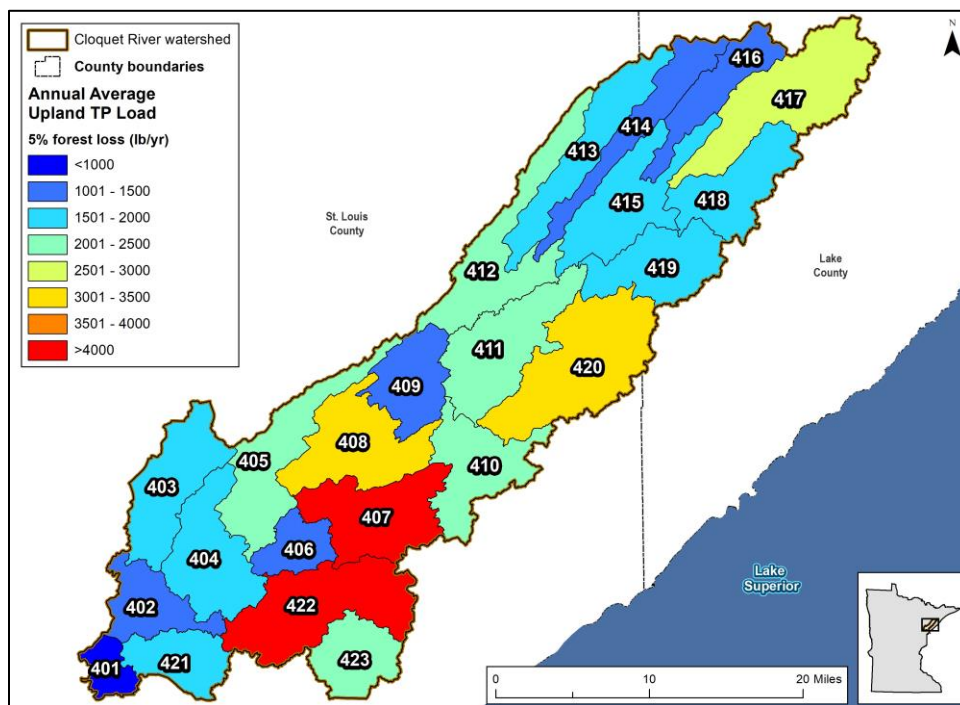 Cloquet River watershed
County boundaries
Annual Average
Upland TP Load
5% forest loss (lb/yr)
<1000
1001 - 1500
1501 - 2000
2001 - 2500
2501 - 3000
3001 - 3500
3501 - 4000
>4000
N
416
417
414
413
415
418
St. Louis
County
419
Lake
County
412
411
420
409
408
405
410
403
407
406
404
422
Lake
Superior
402
423
421
401
0 10 20 Miles